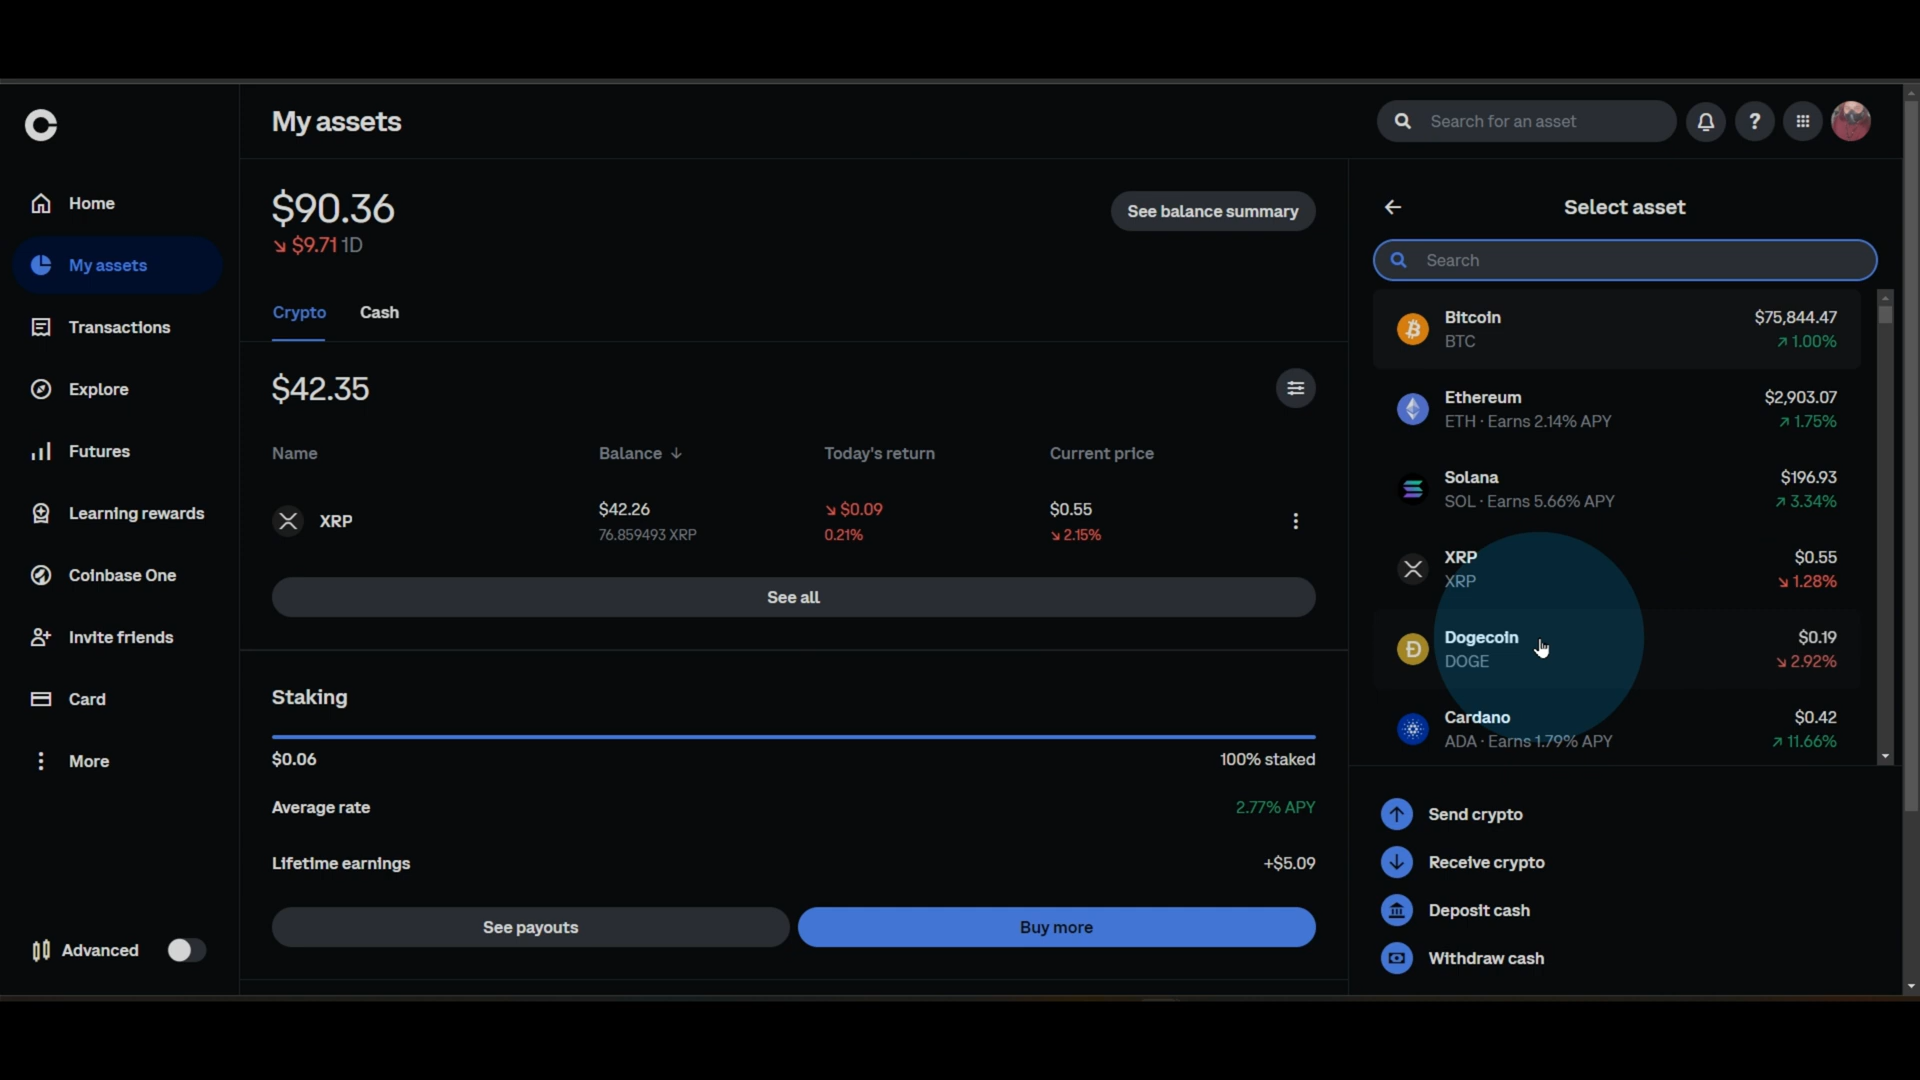 My assets
Search for an asset
?
Home
My assets
Transactions
Explore
Futures
Learning rewards
Coinbase One
Invite friends
Card
More
Advanced
$90.36
↘ $9.71 1D
See balance summary
Crypto Cash
$42.35
Name Balance ↓ Today's return Current price
XRP $42.26 ↘ $0.09 $0.55
76.859493 XRP 0.21% ↘ 2.15%
See all
Staking
$0.06 100% staked
Average rate 2.77% APY
Lifetime earnings +$5.09
See payouts Buy more
← Select asset
Search
Bitcoin $75,844.47
BTC ↗ 1.00%
Ethereum $2,903.07
ETH · Earns 2.14% APY ↗ 1.75%
Solana $196.93
SOL · Earns 5.66% APY ↗ 3.34%
XRP $0.55
XRP ↘ 1.28%
Dogecoin $0.19
DOGE ↘ 2.92%
Cardano $0.42
ADA · Earns 1.79% APY ↗ 11.66%
Send crypto
Receive crypto
Deposit cash
Withdraw cash